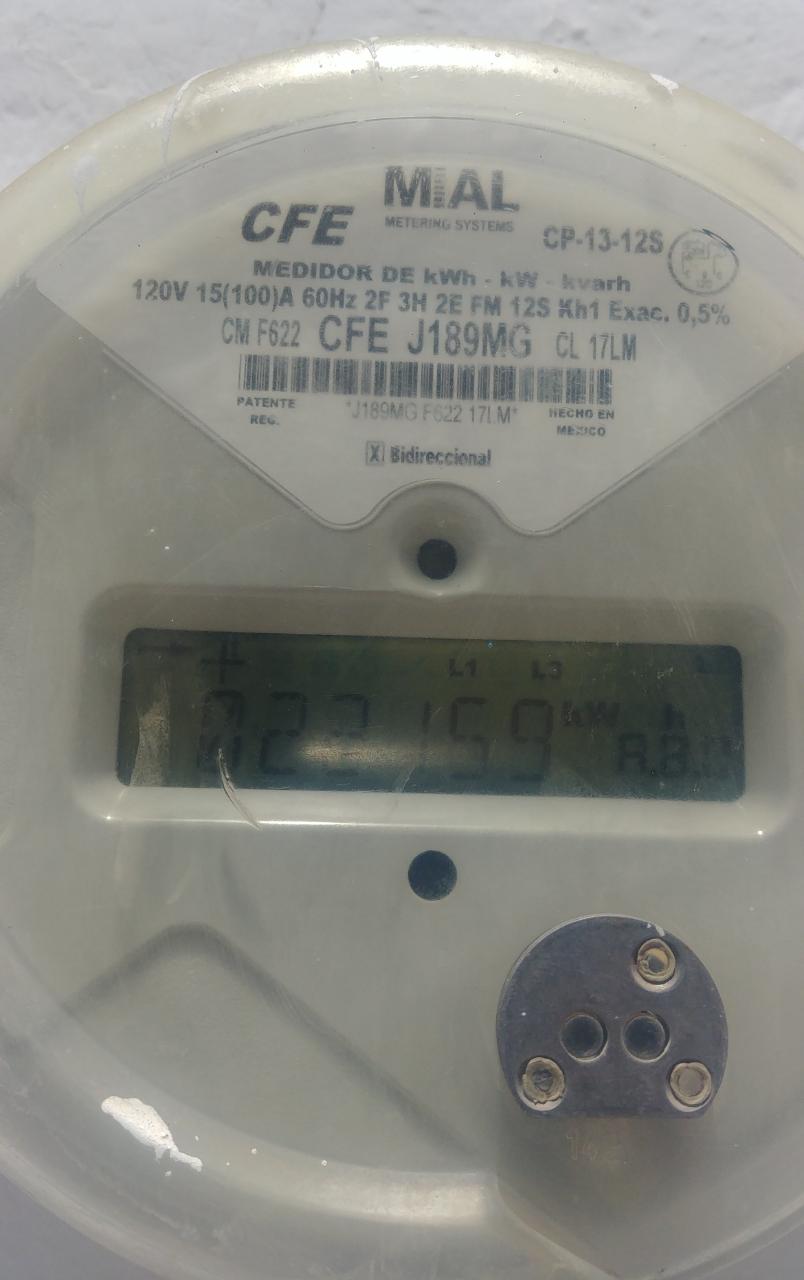 MIAL
METERING SYSTEMS
CFE
CP-13-12S
MEDIDOR DE kWh - kW - kvarh
120V 15(100)A 60Hz 2F 3H 2E FM 12S Kh1 Exac. 0,5%
CM F622 CFE J189MG CL 17LM
PATENTE
REG.
*J189MG F622 17LM*
HECHO EN
MEXICO
X Bidireccional
L1 L3
kW h